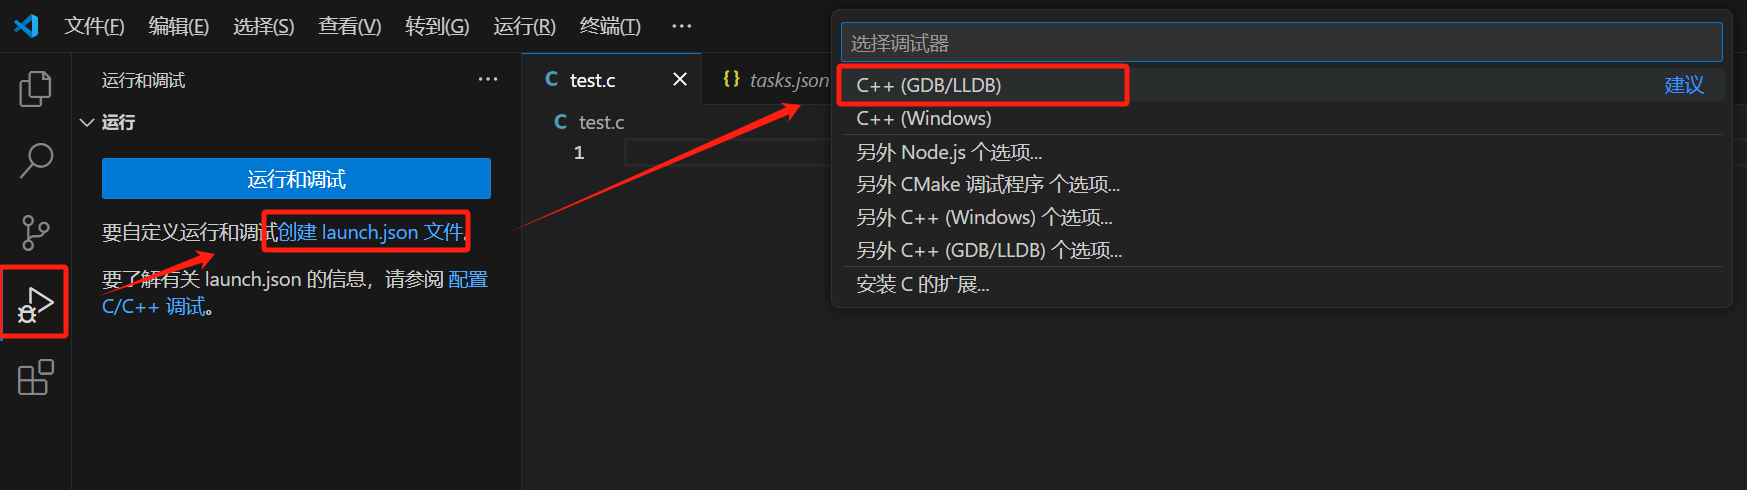 文件(F) 编辑(E) 选择(S) 查看(V) 转到(G) 运行(R) 终端(T) ···
运行和调试 ···
运行
运行和调试
要自定义运行和调试创建 launch.json 文件。
要了解有关 launch.json 的信息，请参阅 配置
C/C++ 调试。
C test.c × {} tasks.json
C test.c
1
选择调试器
C++ (GDB/LLDB) 建议
C++ (Windows)
另外 Node.js 个选项...
另外 CMake 调试程序 个选项...
另外 C++ (Windows) 个选项...
另外 C++ (GDB/LLDB) 个选项...
安装 C 的扩展...